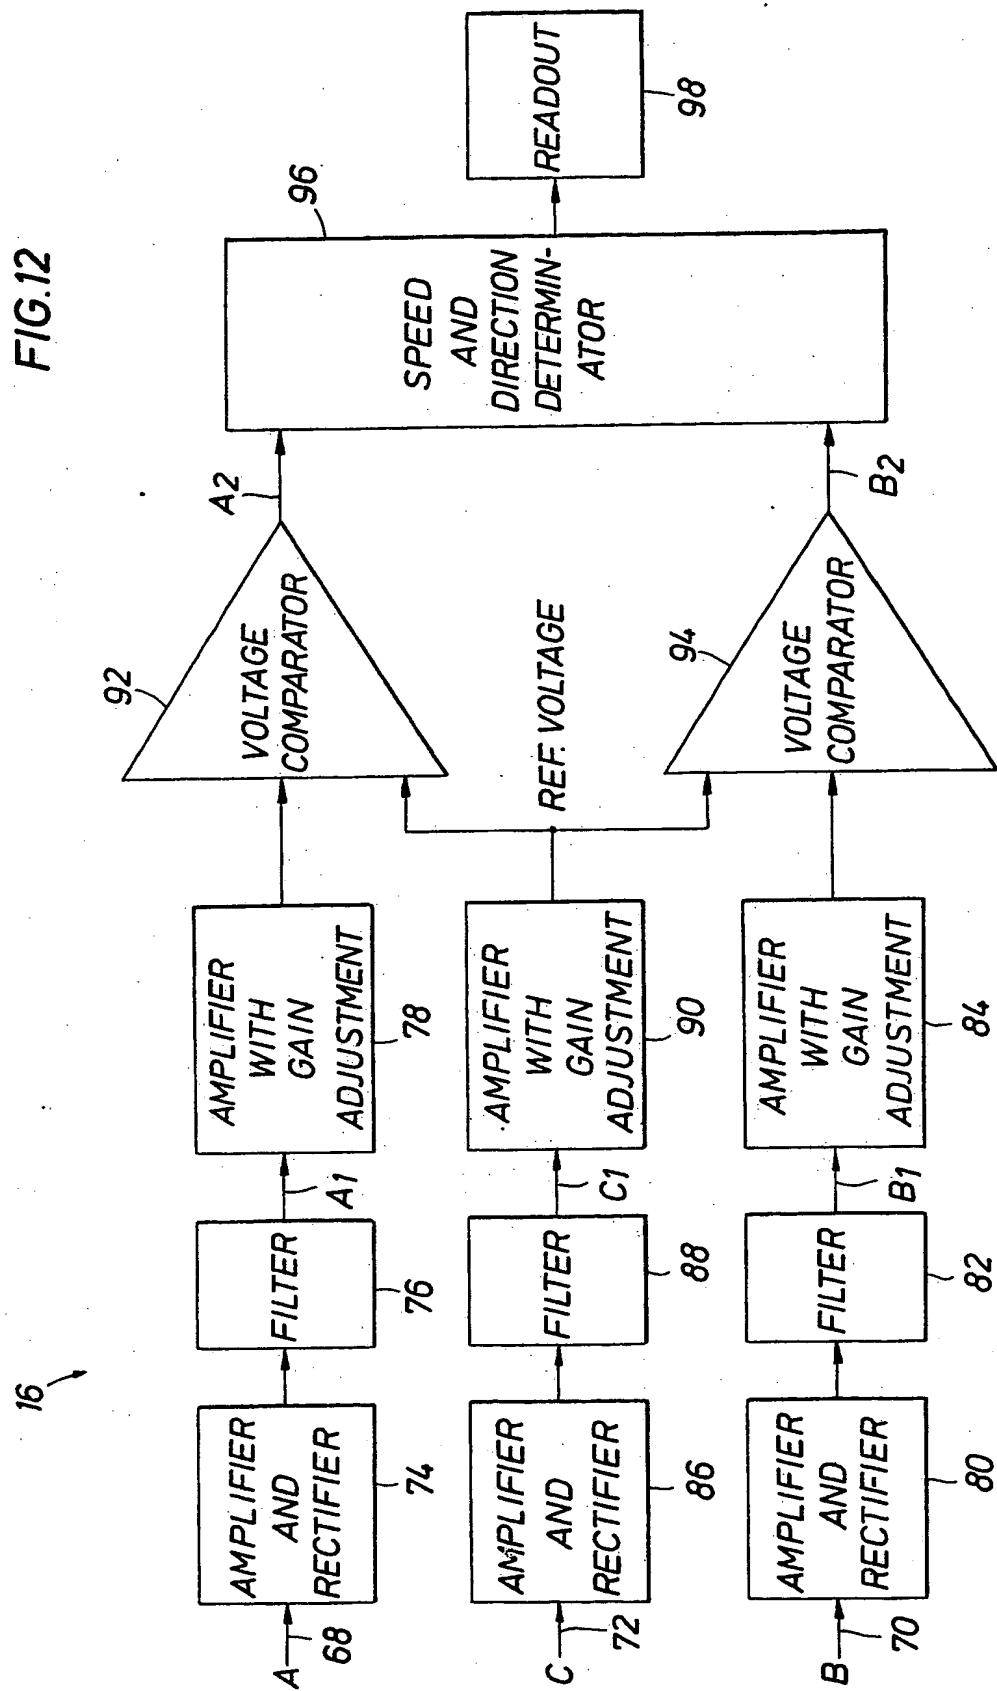 FIG.12
16
A
68
AMPLIFIER
AND
RECTIFIER
74
FILTER
76
A1
AMPLIFIER
WITH
GAIN
ADJUSTMENT
78
VOLTAGE
COMPARATOR
92
A2
C
72
AMPLIFIER
AND
RECTIFIER
86
FILTER
88
C1
AMPLIFIER
WITH
GAIN
ADJUSTMENT
90
REF. VOLTAGE
B
70
AMPLIFIER
AND
RECTIFIER
80
FILTER
82
B1
AMPLIFIER
WITH
GAIN
ADJUSTMENT
84
VOLTAGE
COMPARATOR
94
B2
SPEED
AND
DIRECTION
DETERMIN-
ATOR
96
READOUT
98